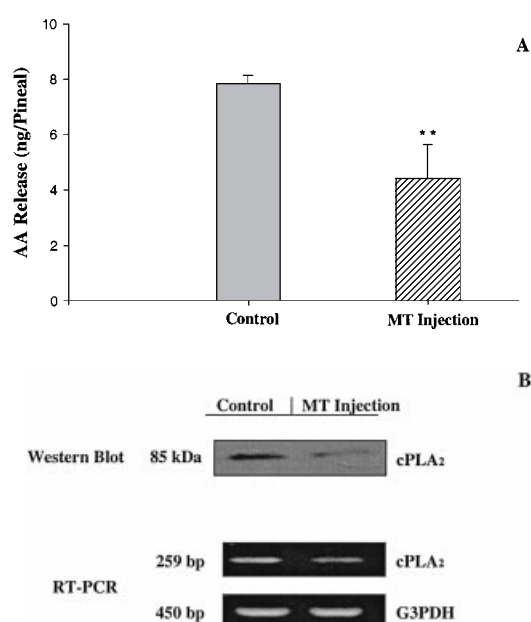 A
AA Release (ng/Pineal)
10
8
6
4
2
0
**
Control
MT Injection
B
Control | MT Injection
Western Blot 85 kDa cPLA2
259 bp cPLA2
RT-PCR
450 bp G3PDH